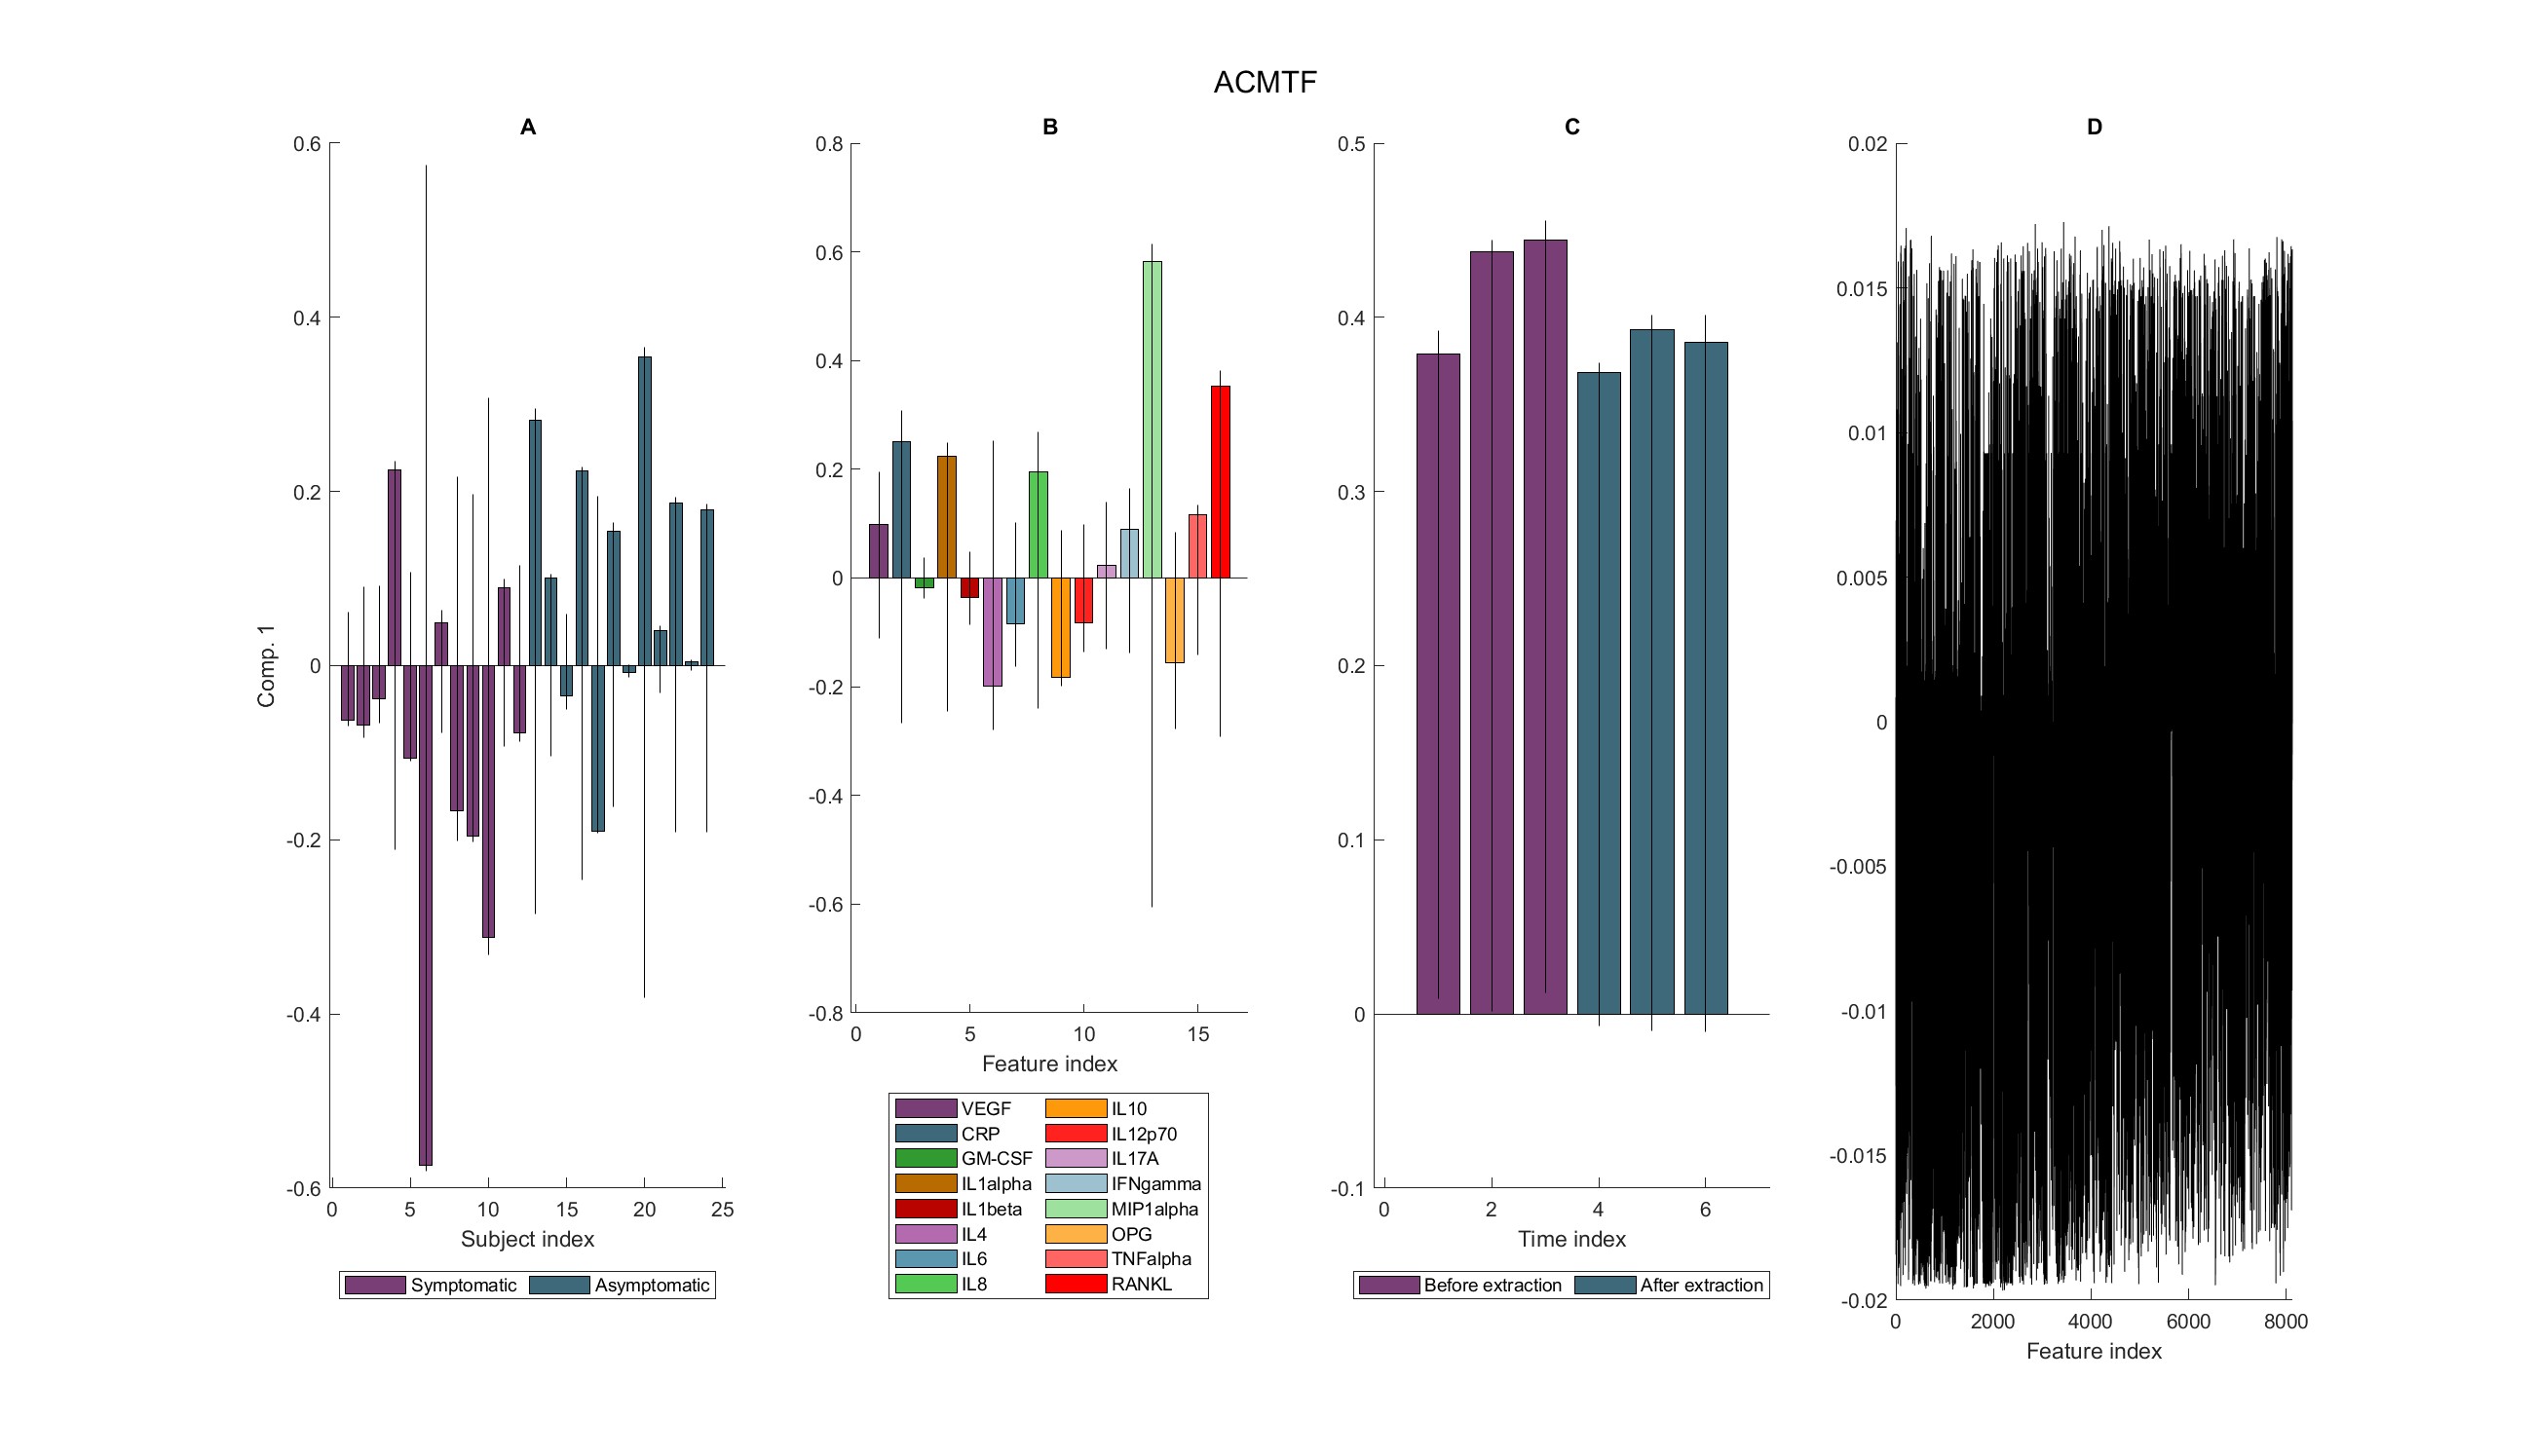 ACMTF
A
0.6
0.4
0.2
0
-0.2
-0.4
-0.6
Comp. 1
0 5 10 15 20 25
Subject index
Symptomatic Asymptomatic
B
0.8
0.6
0.4
0.2
0
-0.2
-0.4
-0.6
-0.8
0 5 10 15
Feature index
VEGF IL10
CRP IL12p70
GM-CSF IL17A
IL1alpha IFNgamma
IL1beta MIP1alpha
IL4 OPG
IL6 TNFalpha
IL8 RANKL
C
0.5
0.4
0.3
0.2
0.1
0
-0.1
0 2 4 6
Time index
Before extraction After extraction
D
0.02
0.015
0.01
0.005
0
-0.005
-0.01
-0.015
-0.02
0 2000 4000 6000 8000
Feature index